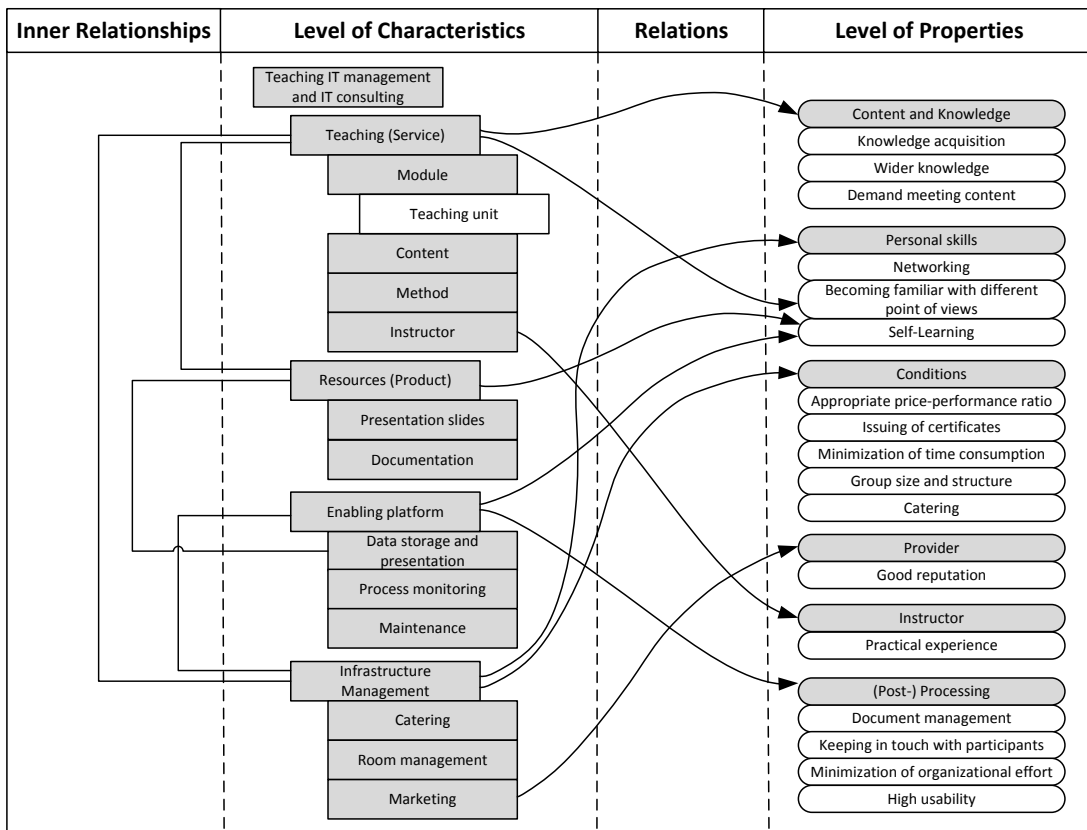 Inner Relationships
Level of Characteristics
Relations
Level of Properties
Teaching IT management
and IT consulting
Teaching (Service)
Module
Teaching unit
Content
Method
Instructor
Resources (Product)
Presentation slides
Documentation
Enabling platform
Data storage and
presentation
Process monitoring
Maintenance
Infrastructure
Management
Catering
Room management
Marketing
Content and Knowledge
Knowledge acquisition
Wider knowledge
Demand meeting content
Personal skills
Networking
Becoming familiar with different
point of views
Self-Learning
Conditions
Appropriate price-performance ratio
Issuing of certificates
Minimization of time consumption
Group size and structure
Catering
Provider
Good reputation
Instructor
Practical experience
(Post-) Processing
Document management
Keeping in touch with participants
Minimization of organizational effort
High usability